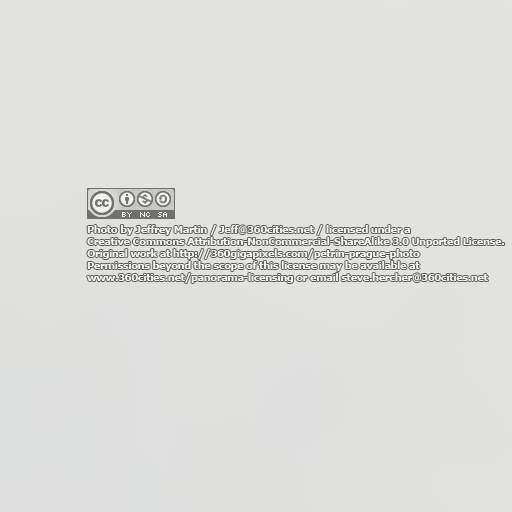 cc
BY NC SA
Photo by Jeffrey Martin / Jeff@360cities.net / licensed under a
Creative Commons Attribution-NonCommercial-ShareAlike 3.0 Unported License.
Original work at http://360gigapixels.com/petrin-prague-photo
Permissions beyond the scope of this license may be available at
www.360cities.net/panorama-licensing or email steve.hercher@360cities.net